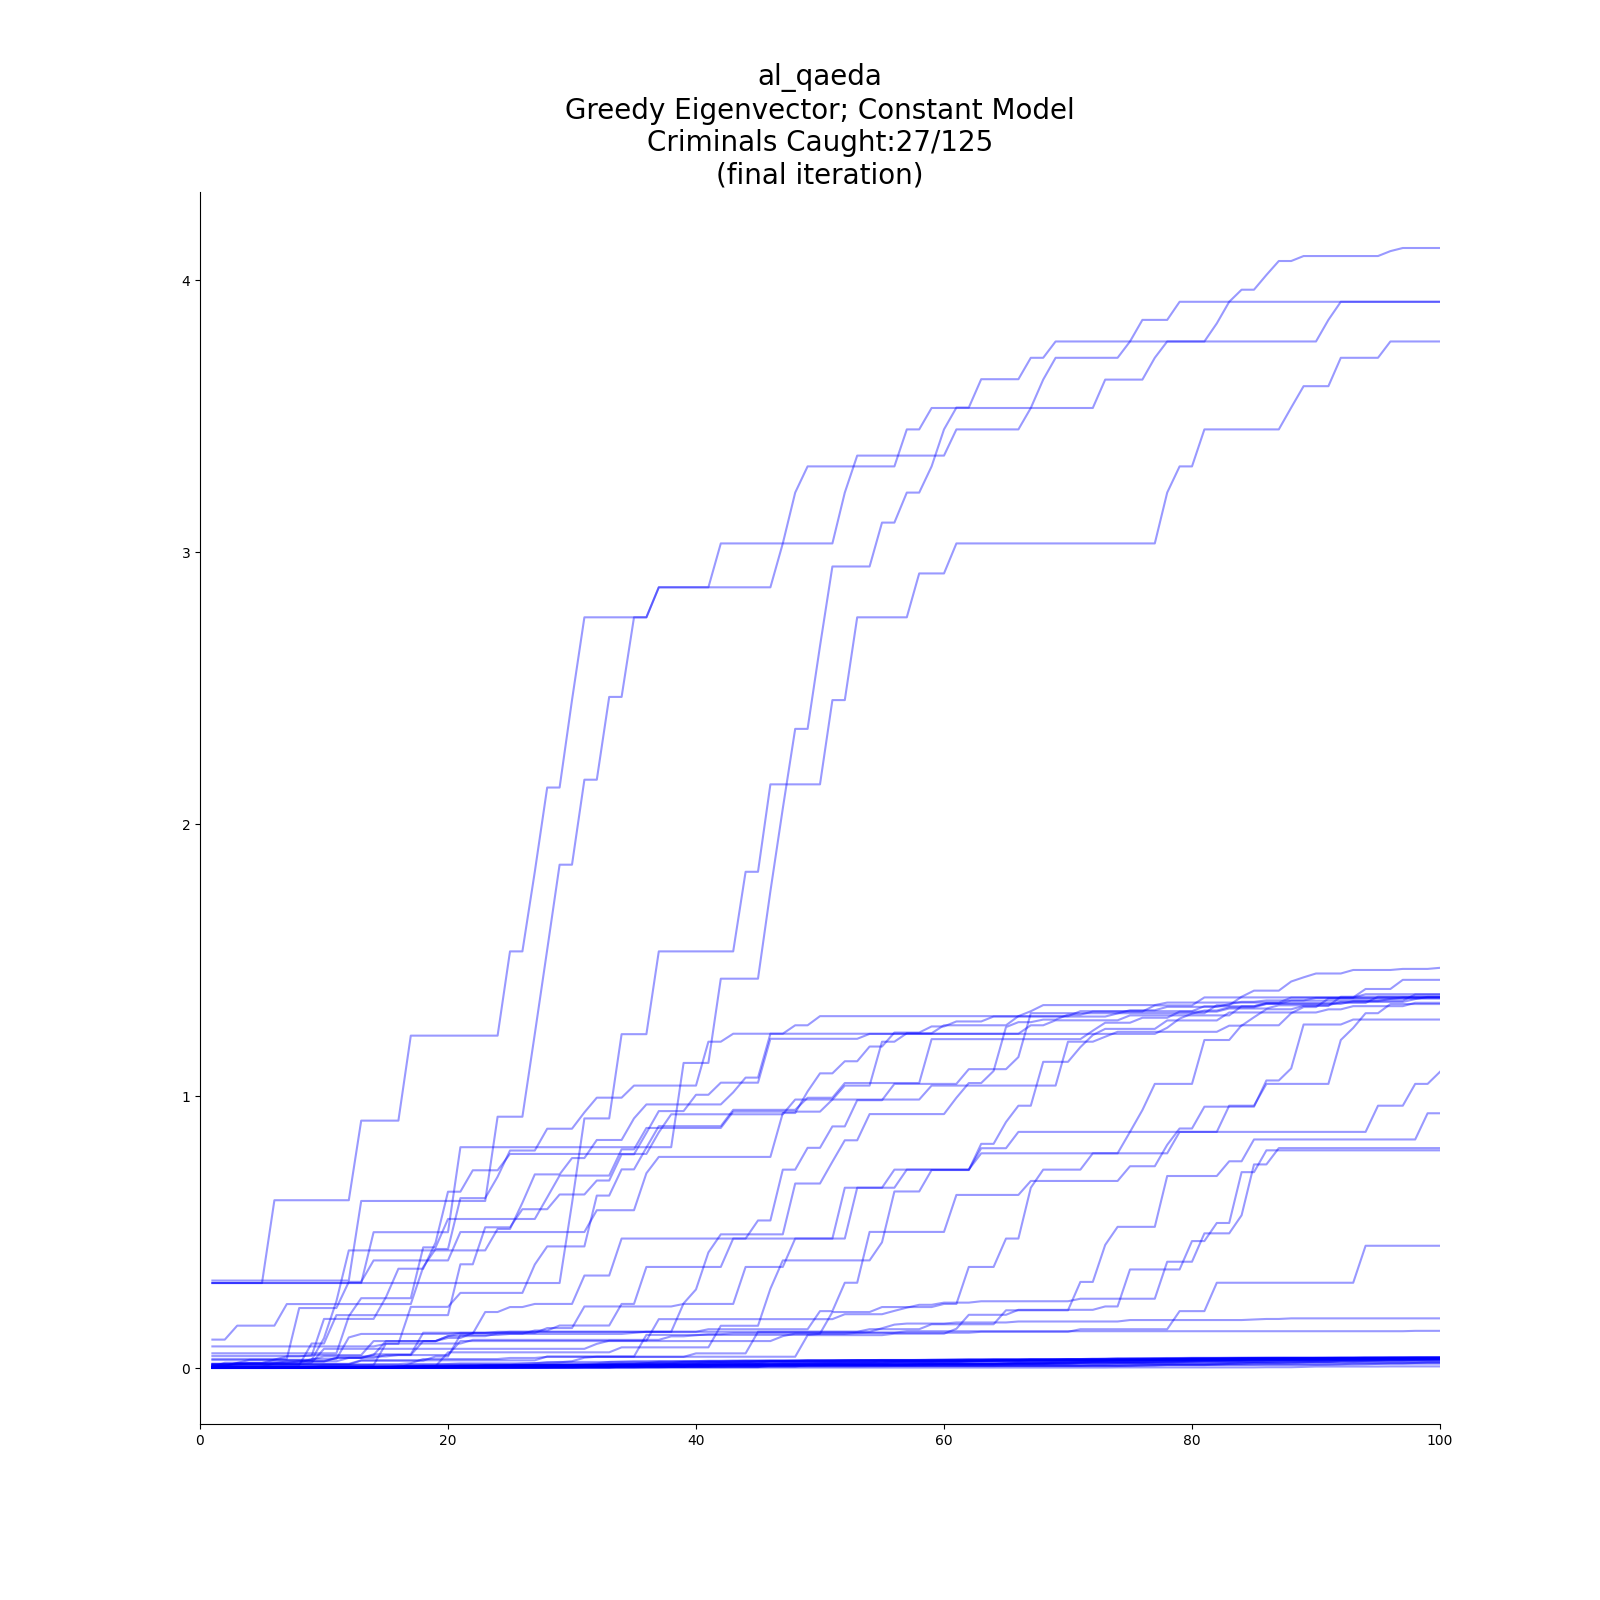 al_qaeda
Greedy Eigenvector; Constant Model
Criminals Caught:27/125
(final iteration)
4
3
2
1
0
0 20 40 60 80 100